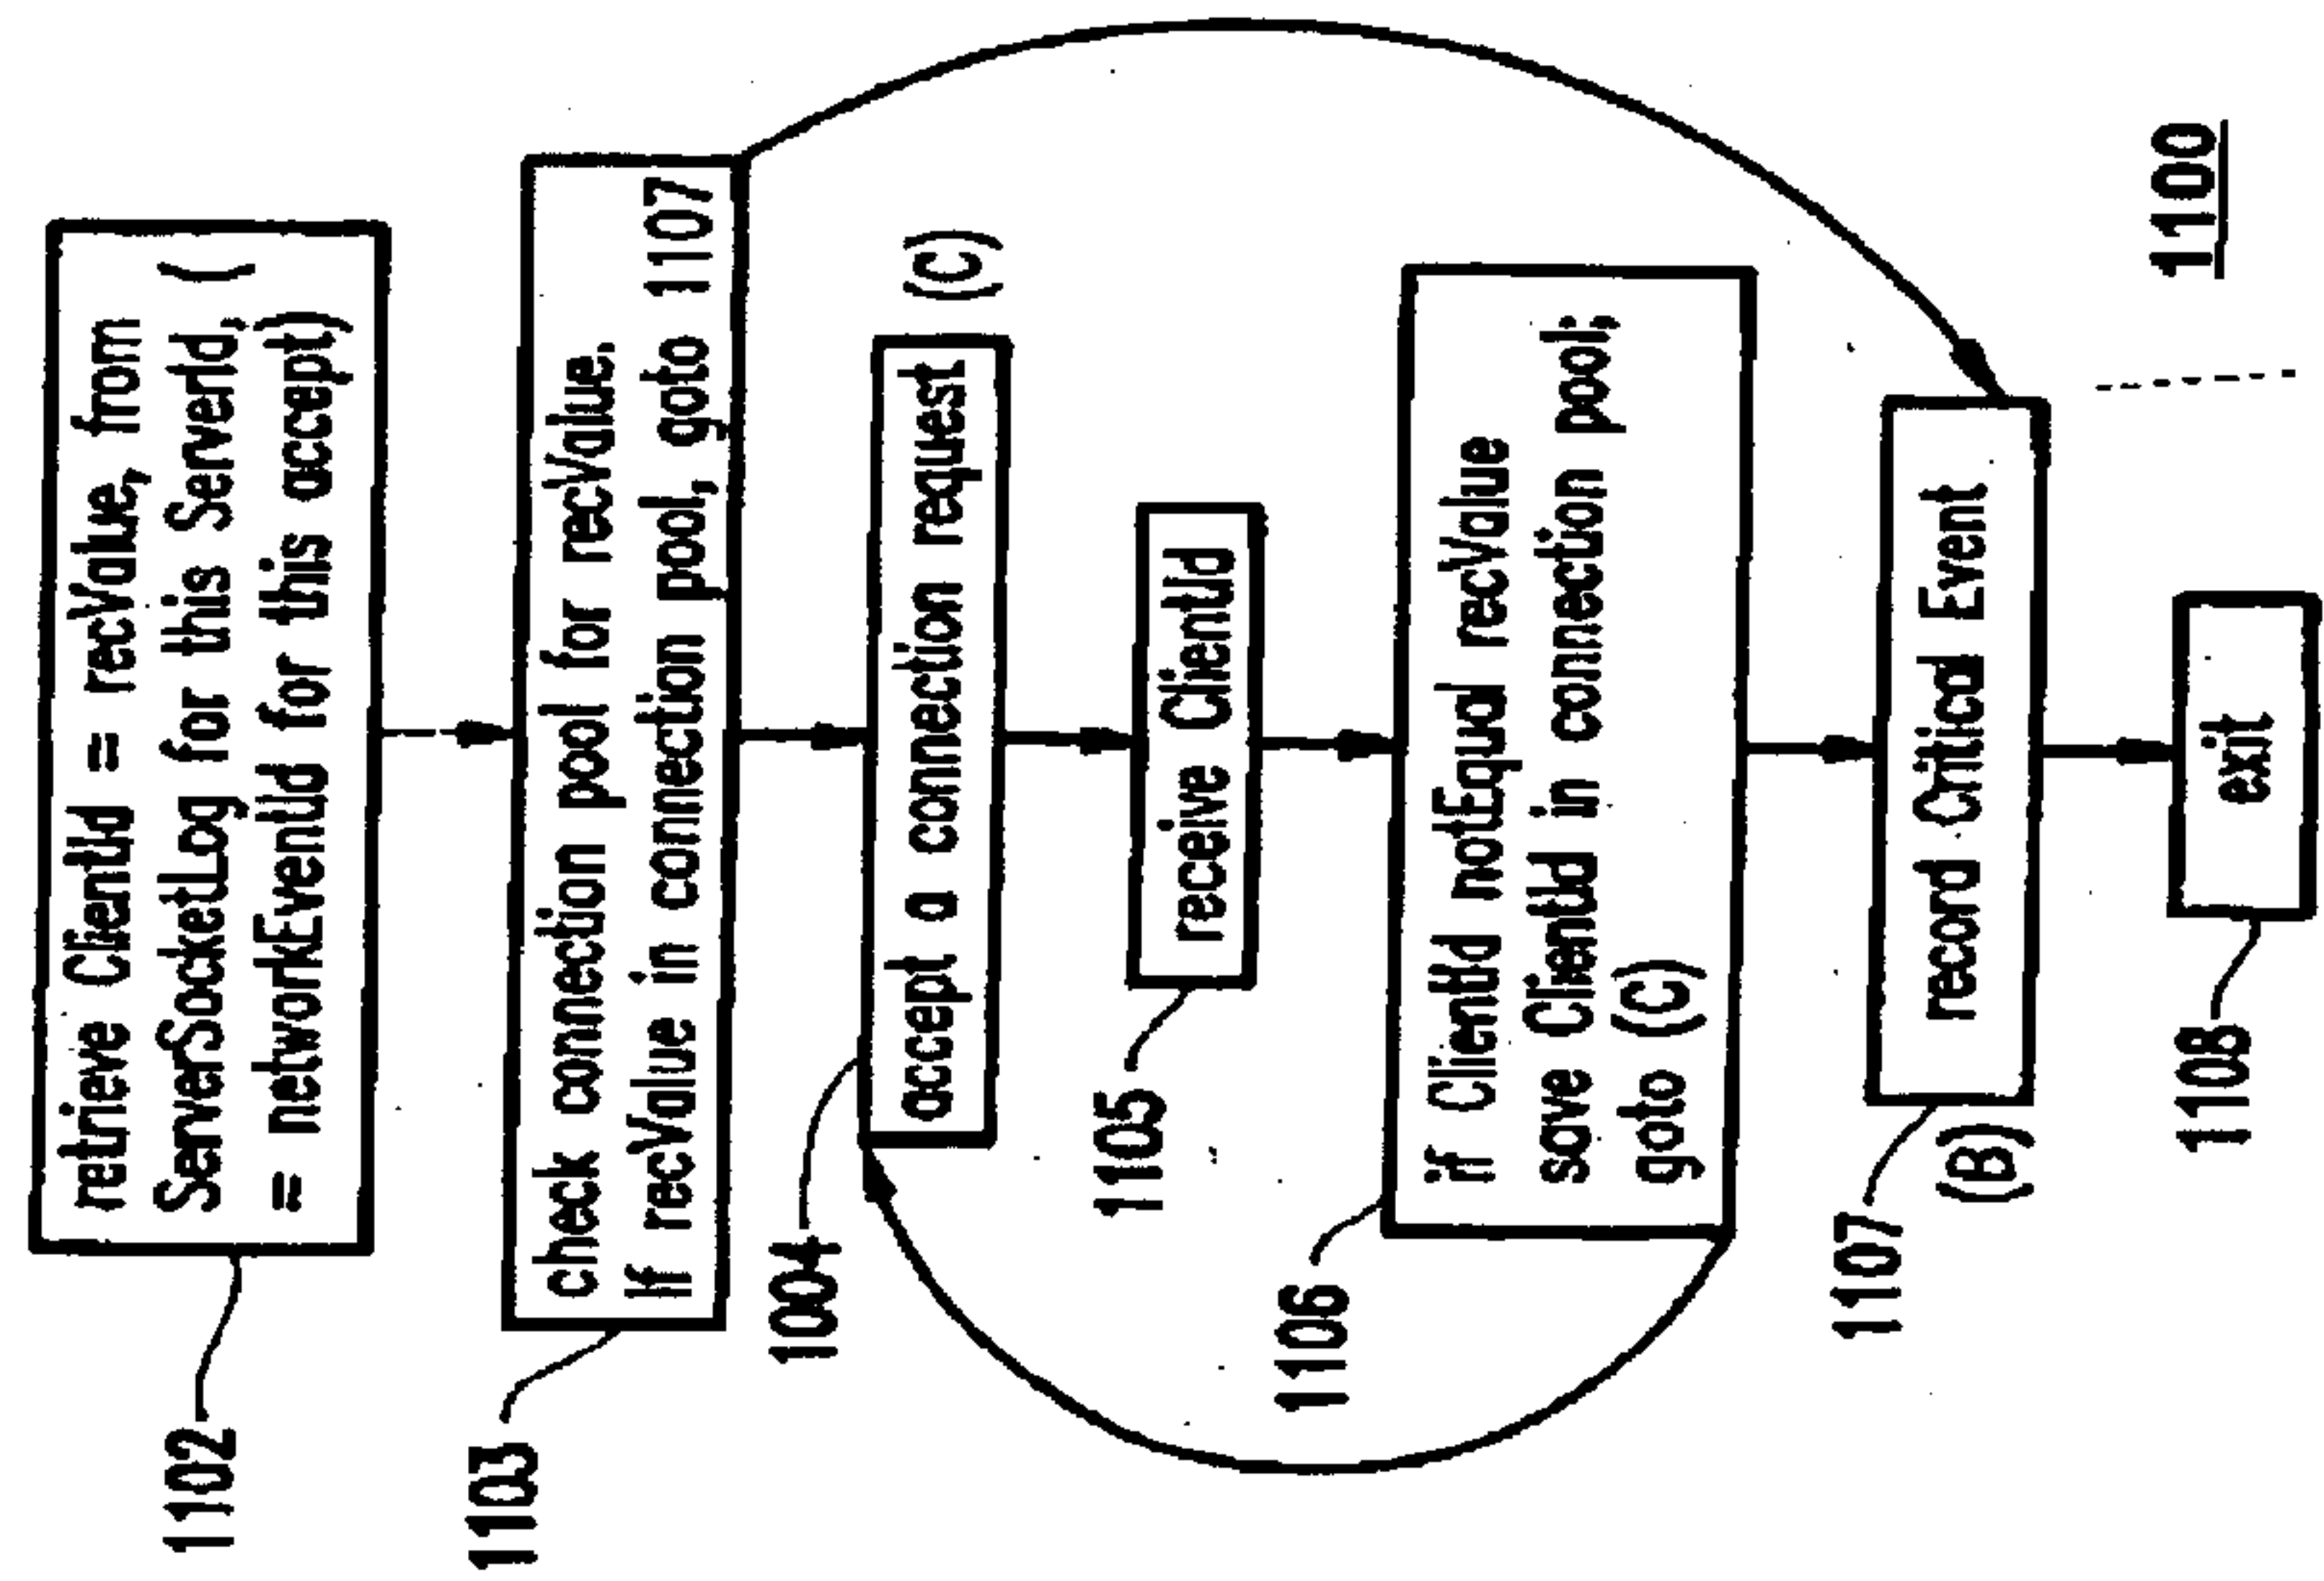 retrieve ClientId = recValue, from
ServerSocketLog for this ServerId, (
= networkEventId for this accept)
1102
check connection pool for recValue.
If recValue in connection pool, goto 1107
1103
accept a connection request
(C)
1004
receive ClientId
1105
if ClientId notEqual recValue
save ClientId in connection pool;
goto (C)
1106
record Critical Event
1107
(B)
exit
1108
1100